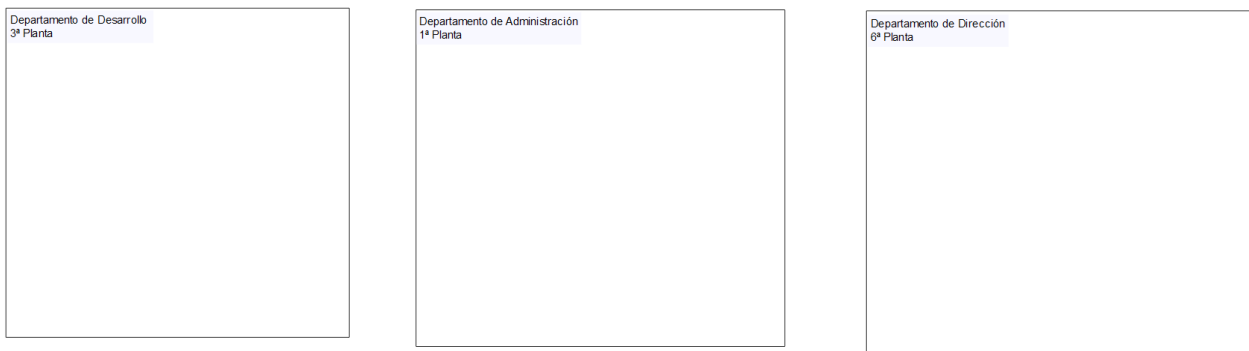 Departamento de Desarrollo
3ª Planta
Departamento de Administración
1ª Planta
Departamento de Dirección
6ª Planta